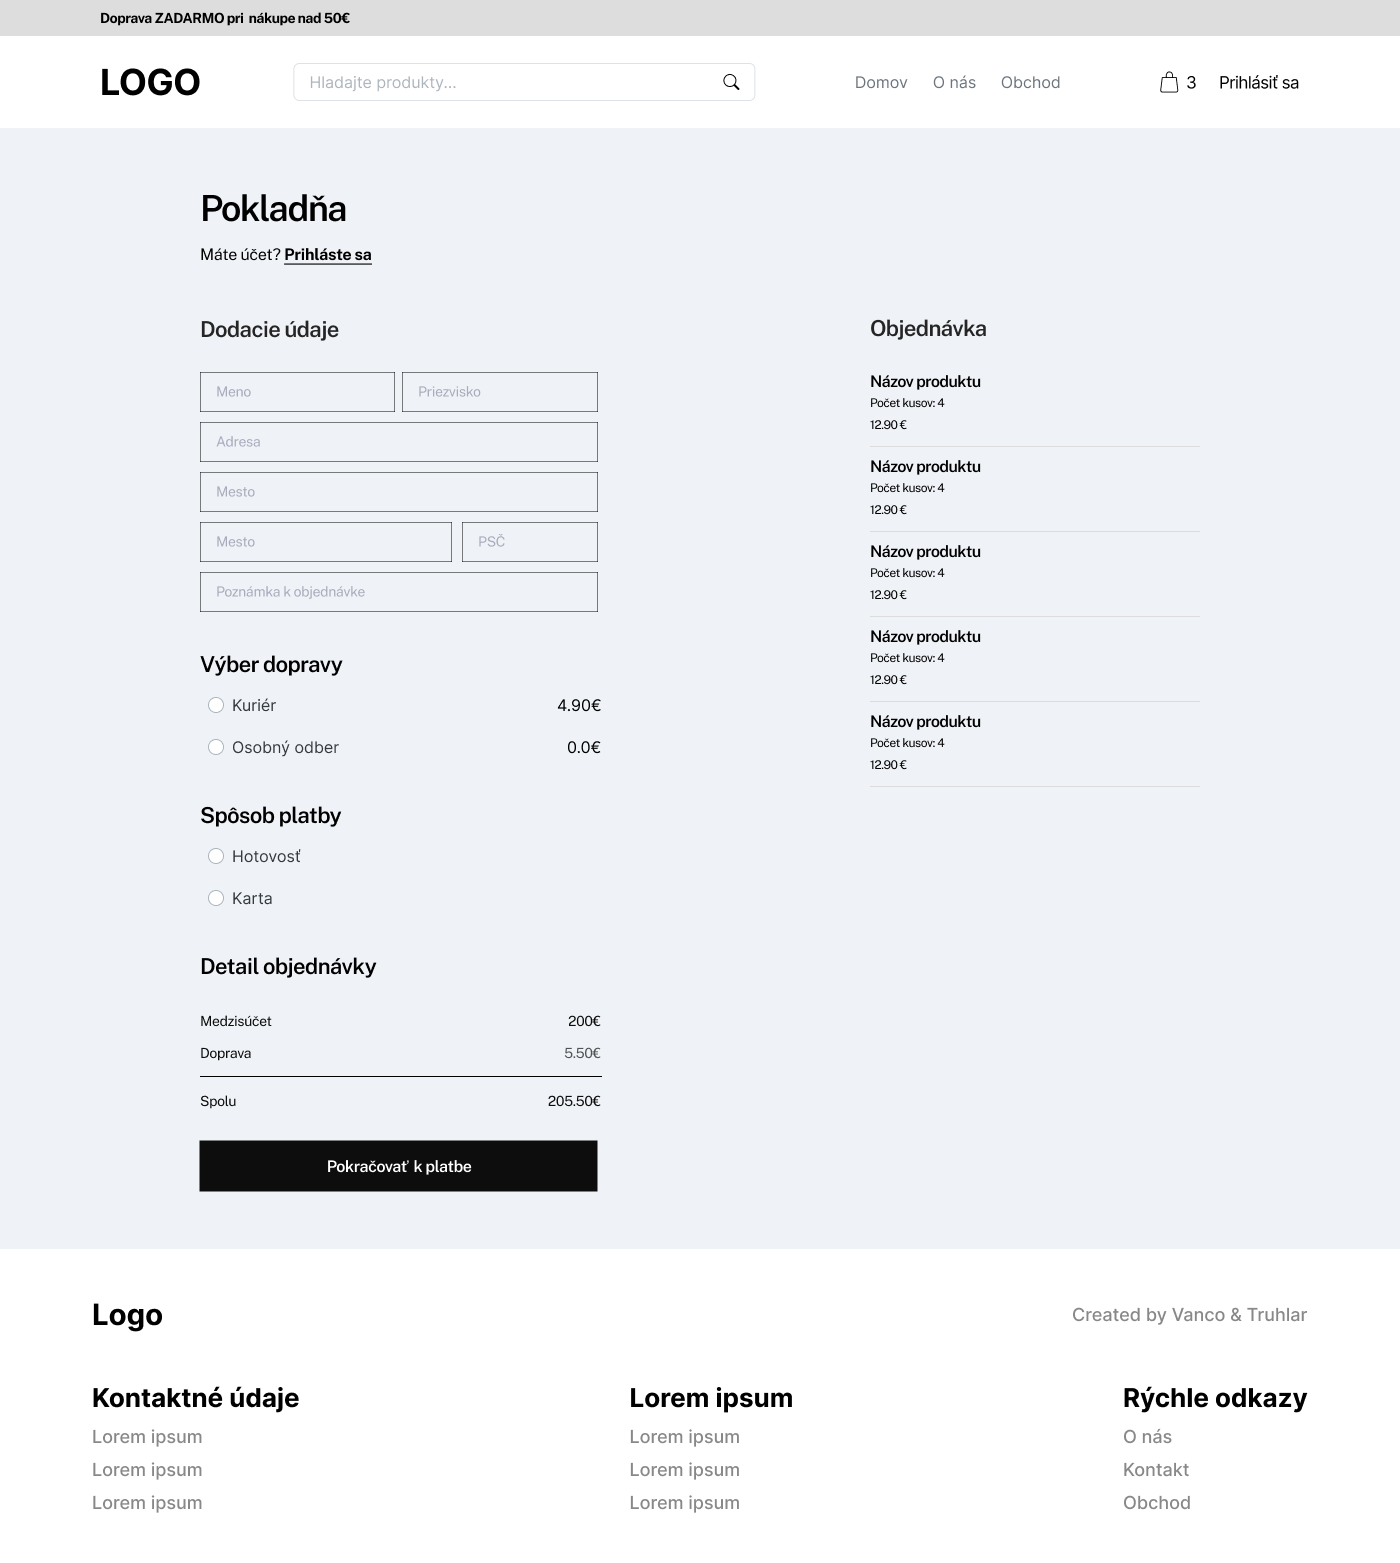 Doprava ZADARMO pri  nákupe nad 50€
LOGO
Hladajte produkty...
Domov O nás Obchod
3 Prihlásiť sa
Pokladňa
Máte účet? Prihláste sa
Dodacie údaje
Meno Priezvisko
Adresa
Mesto
Mesto PSČ
Poznámka k objednávke
Výber dopravy
Kuriér 4.90€
Osobný odber 0.0€
Spôsob platby
Hotovosť
Karta
Detail objednávky
Medzisúčet 200€
Doprava 5.50€
Spolu 205.50€
Pokračovať k platbe
Objednávka
Názov produktu
Počet kusov: 4
12.90 €
Názov produktu
Počet kusov: 4
12.90 €
Názov produktu
Počet kusov: 4
12.90 €
Názov produktu
Počet kusov: 4
12.90 €
Názov produktu
Počet kusov: 4
12.90 €
Logo
Created by Vanco & Truhlar
Kontaktné údaje
Lorem ipsum
Lorem ipsum
Lorem ipsum
Lorem ipsum
Lorem ipsum
Lorem ipsum
Lorem ipsum
Rýchle odkazy
O nás
Kontakt
Obchod